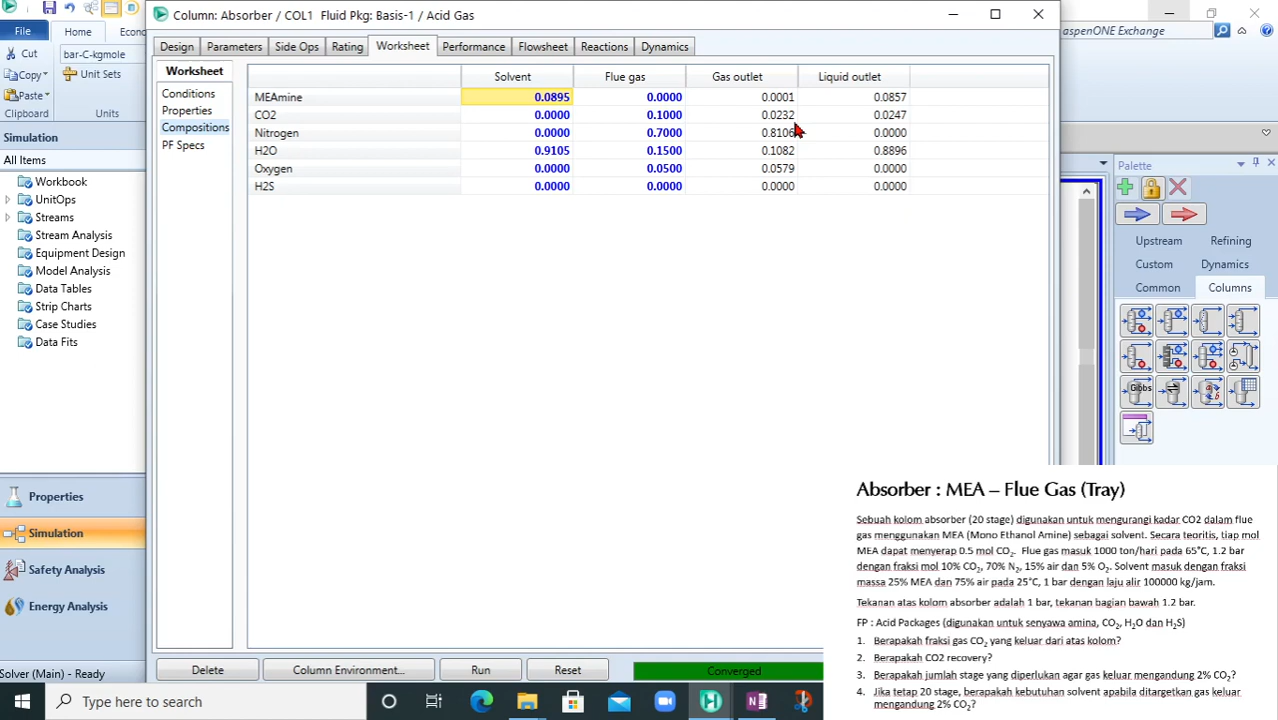 Column: Absorber / COL1 Fluid Pkg: Basis-1 / Acid Gas
File
Home
Econo
aspenONE Exchange
Cut
bar-C-kgmole
Copy
Unit Sets
Paste
Clipboard
Units
Design
Parameters
Side Ops
Rating
Worksheet
Performance
Flowsheet
Reactions
Dynamics
Worksheet
Conditions
Properties
Compositions
PF Specs
Solvent Flue gas Gas outlet Liquid outlet
MEAmine 0.0895 0.0000 0.0001 0.0857
CO2 0.0000 0.1000 0.0232 0.0247
Nitrogen 0.0000 0.7000 0.8106 0.0000
H2O 0.9105 0.1500 0.1082 0.8896
Oxygen 0.0000 0.0500 0.0579 0.0000
H2S 0.0000 0.0000 0.0000 0.0000
Simulation
All Items
Workbook
UnitOps
Streams
Stream Analysis
Equipment Design
Model Analysis
Data Tables
Strip Charts
Case Studies
Data Fits
Properties
Simulation
Safety Analysis
Energy Analysis
Solver (Main) - Ready
Delete
Column Environment...
Run
Reset
Converged
Palette
Upstream
Refining
Custom
Dynamics
Common
Columns
Gibbs
Absorber : MEA – Flue Gas (Tray)
Sebuah kolom absorber (20 stage) digunakan untuk mengurangi kadar CO2 dalam flue
gas menggunakan MEA (Mono Ethanol Amine) sebagai solvent. Secara teoritis, tiap mol
MEA dapat menyerap 0.5 mol CO₂. Flue gas masuk 1000 ton/hari pada 65°C, 1.2 bar
dengan fraksi mol 10% CO₂, 70% N₂, 15% air dan 5% O₂. Solvent masuk dengan fraksi
massa 25% MEA dan 75% air pada 25°C, 1 bar dengan laju alir 100000 kg/jam.
Tekanan atas kolom absorber adalah 1 bar, tekanan bagian bawah 1.2 bar.
FP : Acid Packages (digunakan untuk senyawa amina, CO₂, H₂O dan H₂S)
1. Berapakah fraksi gas CO₂ yang keluar dari atas kolom?
2. Berapakah CO2 recovery?
3. Berapakah jumlah stage yang diperlukan agar gas keluar mengandung 2% CO₂?
4. Jika tetap 20 stage, berapakah kebutuhan solvent apabila ditargetkan gas keluar
mengandung 2% CO₂?
Type here to search